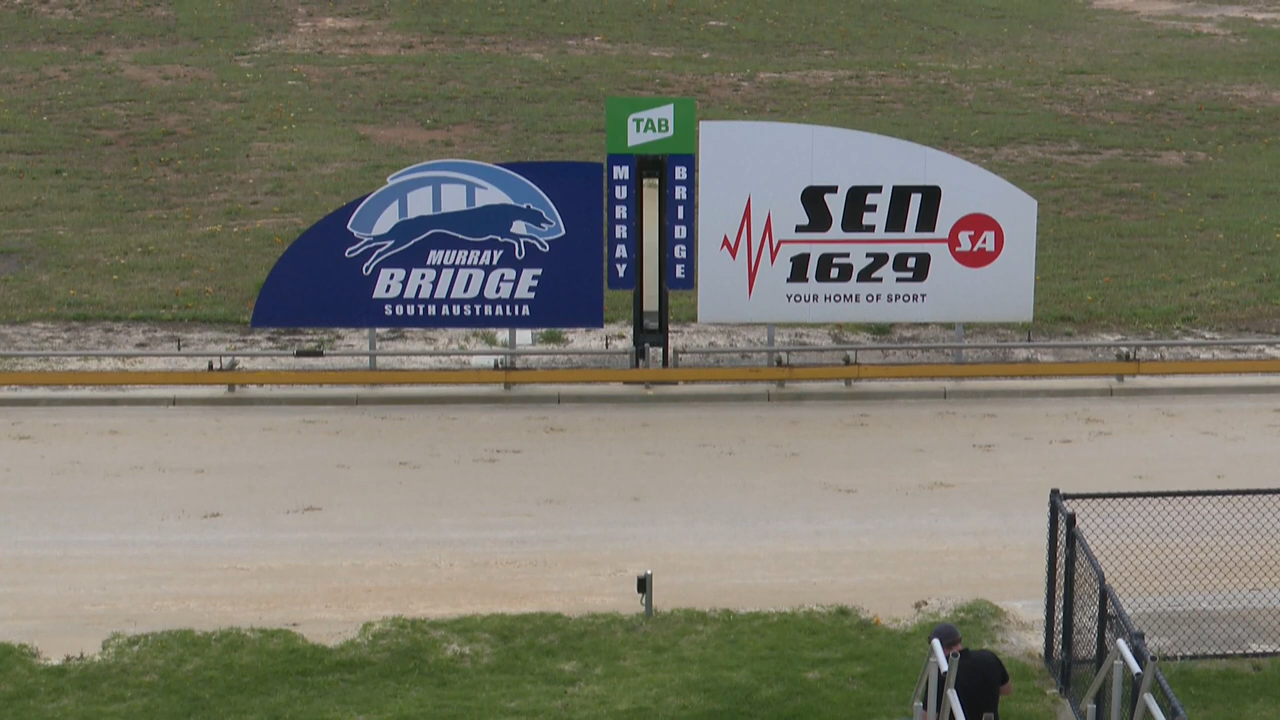 TAB
MURRAY
BRIDGE
MURRAY
BRIDGE
SOUTH AUSTRALIA
SEN
SA
1629
YOUR HOME OF SPORT